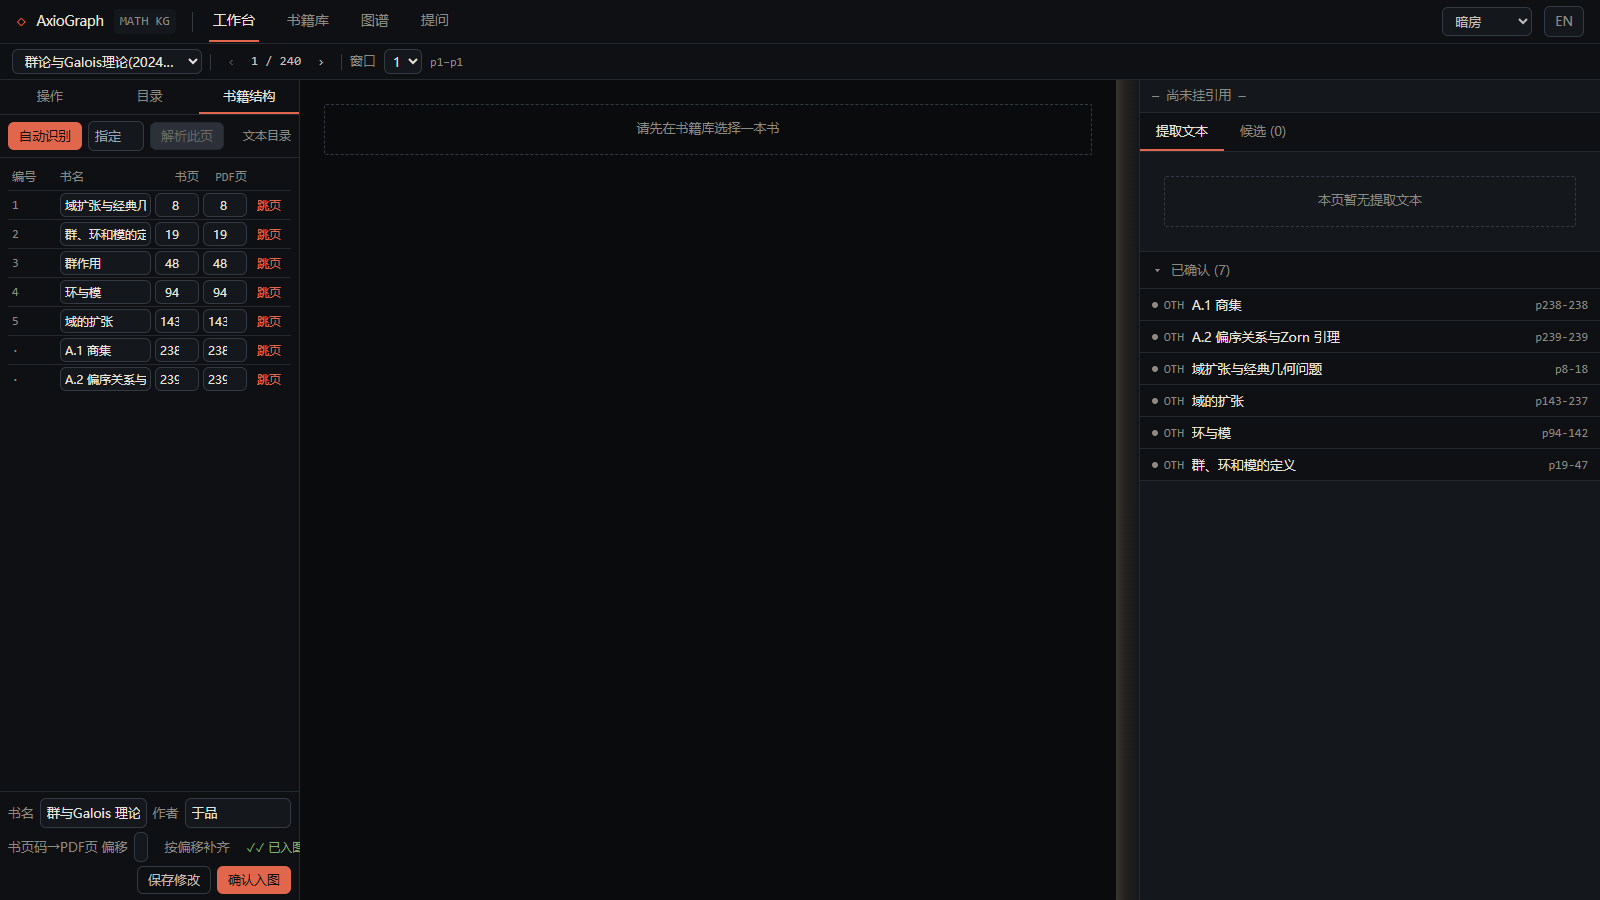 ◇ AxioGraph MATH KG 工作台 书籍库 图谱 提问 暗房 EN
群论与Galois理论(2024... ‹ 1 / 240 › 窗口 1 p1–p1
操作 目录 书籍结构
自动识别 指定 解析此页 文本目录
编号 书名 书页 PDF页
1 域扩张与经典几 8 8 跳页
2 群、环和模的定 19 19 跳页
3 群作用 48 48 跳页
4 环与模 94 94 跳页
5 域的扩张 143 143 跳页
· A.1 商集 238 238 跳页
· A.2 偏序关系与 239 239 跳页
书名 群与Galois 理论 作者 于品
书页码→PDF页 偏移 按偏移补齐 ✓✓ 已入图
保存修改 确认入图
请先在书籍库选择一本书
— 尚未挂引用 —
提取文本 候选 (0)
本页暂无提取文本
▾ 已确认 (7)
OTH A.1 商集 p238-238
OTH A.2 偏序关系与Zorn 引理 p239-239
OTH 域扩张与经典几何问题 p8-18
OTH 域的扩张 p143-237
OTH 环与模 p94-142
OTH 群、环和模的定义 p19-47